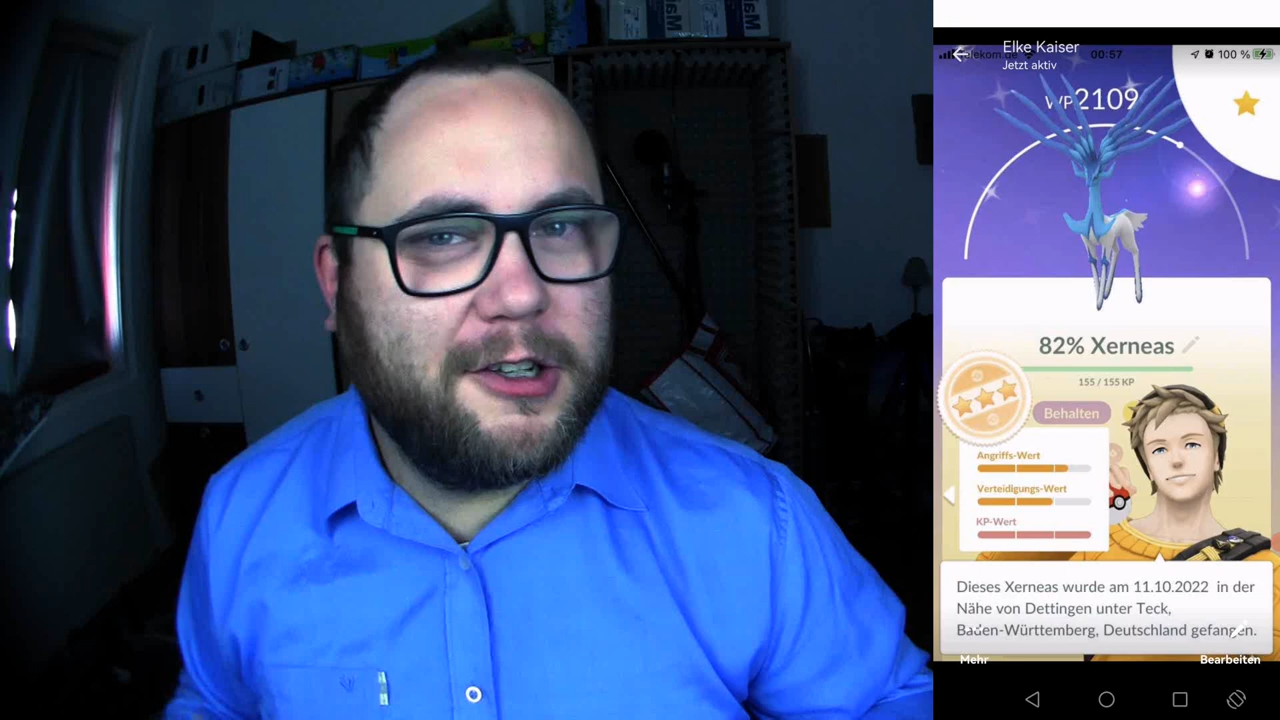 Elke Kaiser
Jetzt aktiv
00:57
100 %
WP2109
82% Xerneas
155 / 155 KP
Behalten
Angriffs-Wert
Verteidigungs-Wert
KP-Wert
Dieses Xerneas wurde am 11.10.2022 in der
Nähe von Dettingen unter Teck,
Baden-Württemberg, Deutschland gefangen.
Mehr
Bearbeiten